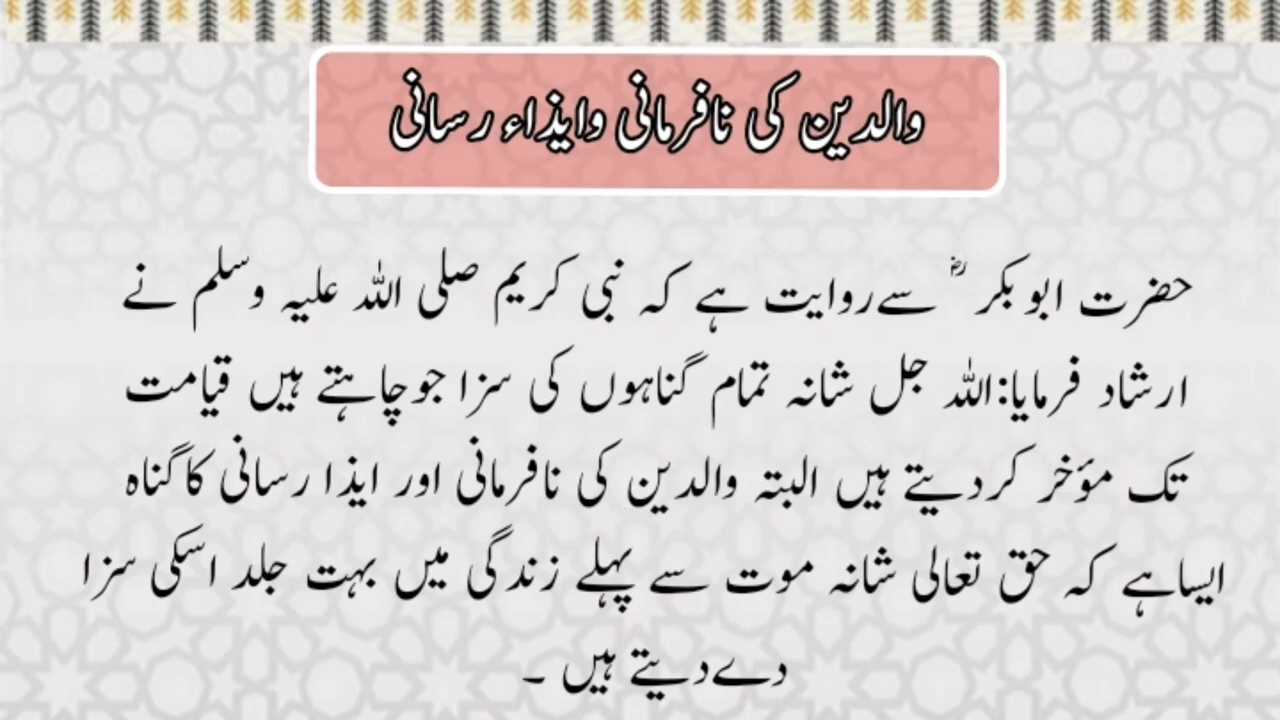 والدین کی نافرمانی وایذاء رسانی
حضرت ابو بکر ؓ سے روایت ہے کہ نبی کریم صلی اللہ علیہ وسلم نے
ارشاد فرمایا:اللہ جل شانہ تمام گناہوں کی سزا جو چاہتے ہیں قیامت
تک مؤخر کردیتے ہیں البتہ والدین کی نافرمانی اور ایذا رسانی کا گناہ
ایسا ہے کہ حق تعالی شانہ موت سے پہلے زندگی میں بہت جلد اسکی سزا
دے دیتے ہیں ۔